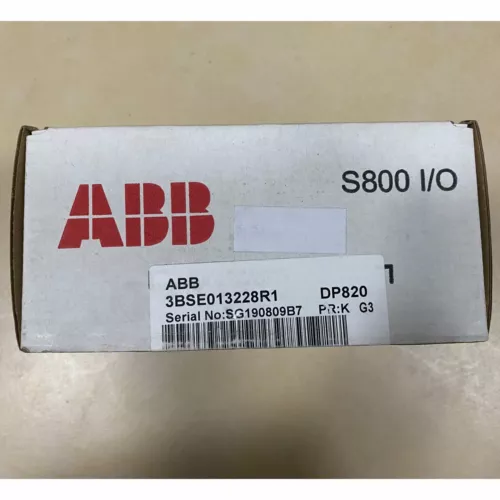 ABB
S800 I/O
ABB
3BSE013228R1 DP820
Serial No:SG190809B7 PR:K G3